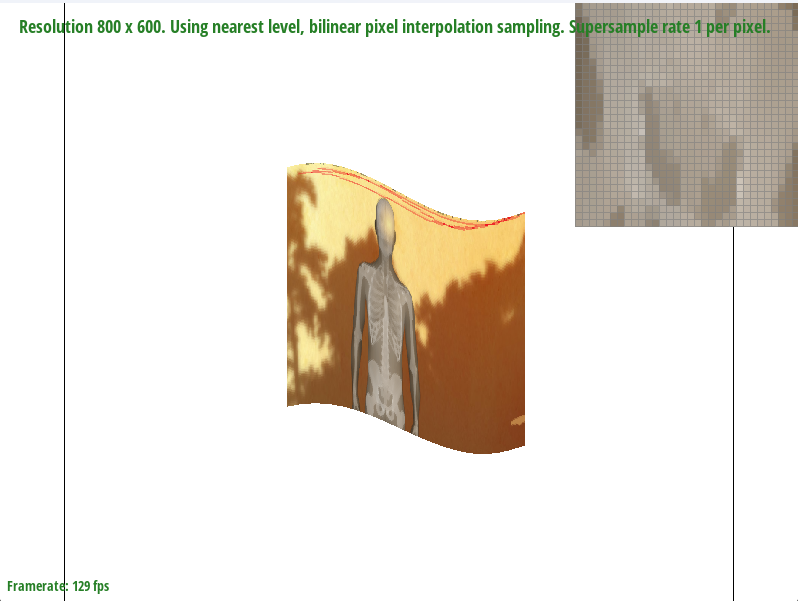 Resolution 800 x 600. Using nearest level, bilinear pixel interpolation sampling. Supersample rate 1 per pixel.
Framerate: 129 fps